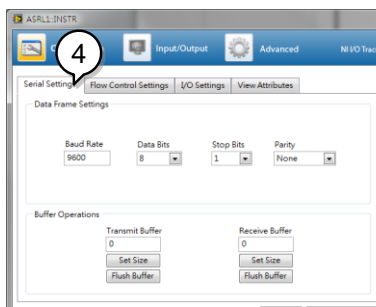 ASRL1::INSTR
4
Input/Output
Advanced
NI I/O Trac
Serial Setting
Flow Control Settings
I/O Settings
View Attributes
Data Frame Settings
Baud Rate
Data Bits
Stop Bits
Parity
9600
8
1
None
Buffer Operations
Transmit Buffer
Receive Buffer
0
0
Set Size
Set Size
Flush Buffer
Flush Buffer